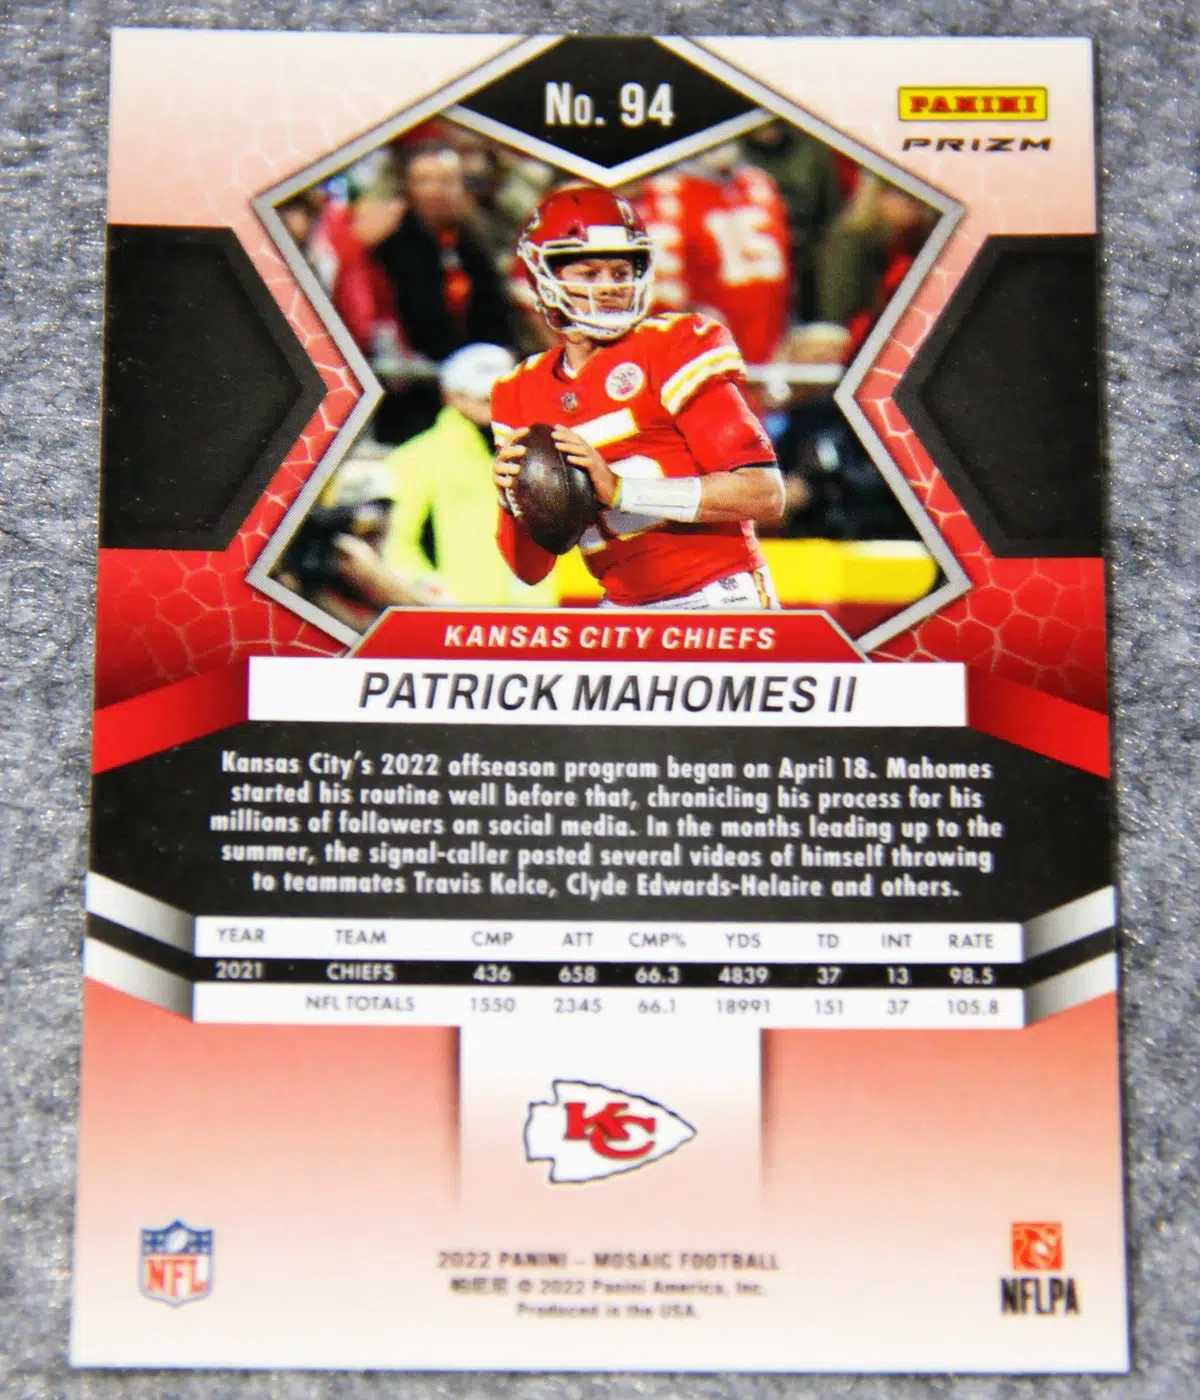 No. 94
PANINI
PRIZM
15
KANSAS CITY CHIEFS
PATRICK MAHOMES II
Kansas City's 2022 offseason program began on April 18. Mahomes
started his routine well before that, chronicling his process for his
millions of followers on social media. In the months leading up to the
summer, the signal-caller posted several videos of himself throwing
to teammates Travis Kelce, Clyde Edwards-Helaire and others.
YEAR TEAM CMP ATT CMP% YDS TD INT RATE
2021 CHIEFS 436 658 66.3 4839 37 13 98.5
NFL TOTALS 1550 2345 66.1 18991 151 37 105.8
KC
NFL
NFLPA
2022 PANINI – MOSAIC FOOTBALL
© 2022 Panini America, Inc.
Produced in the USA.